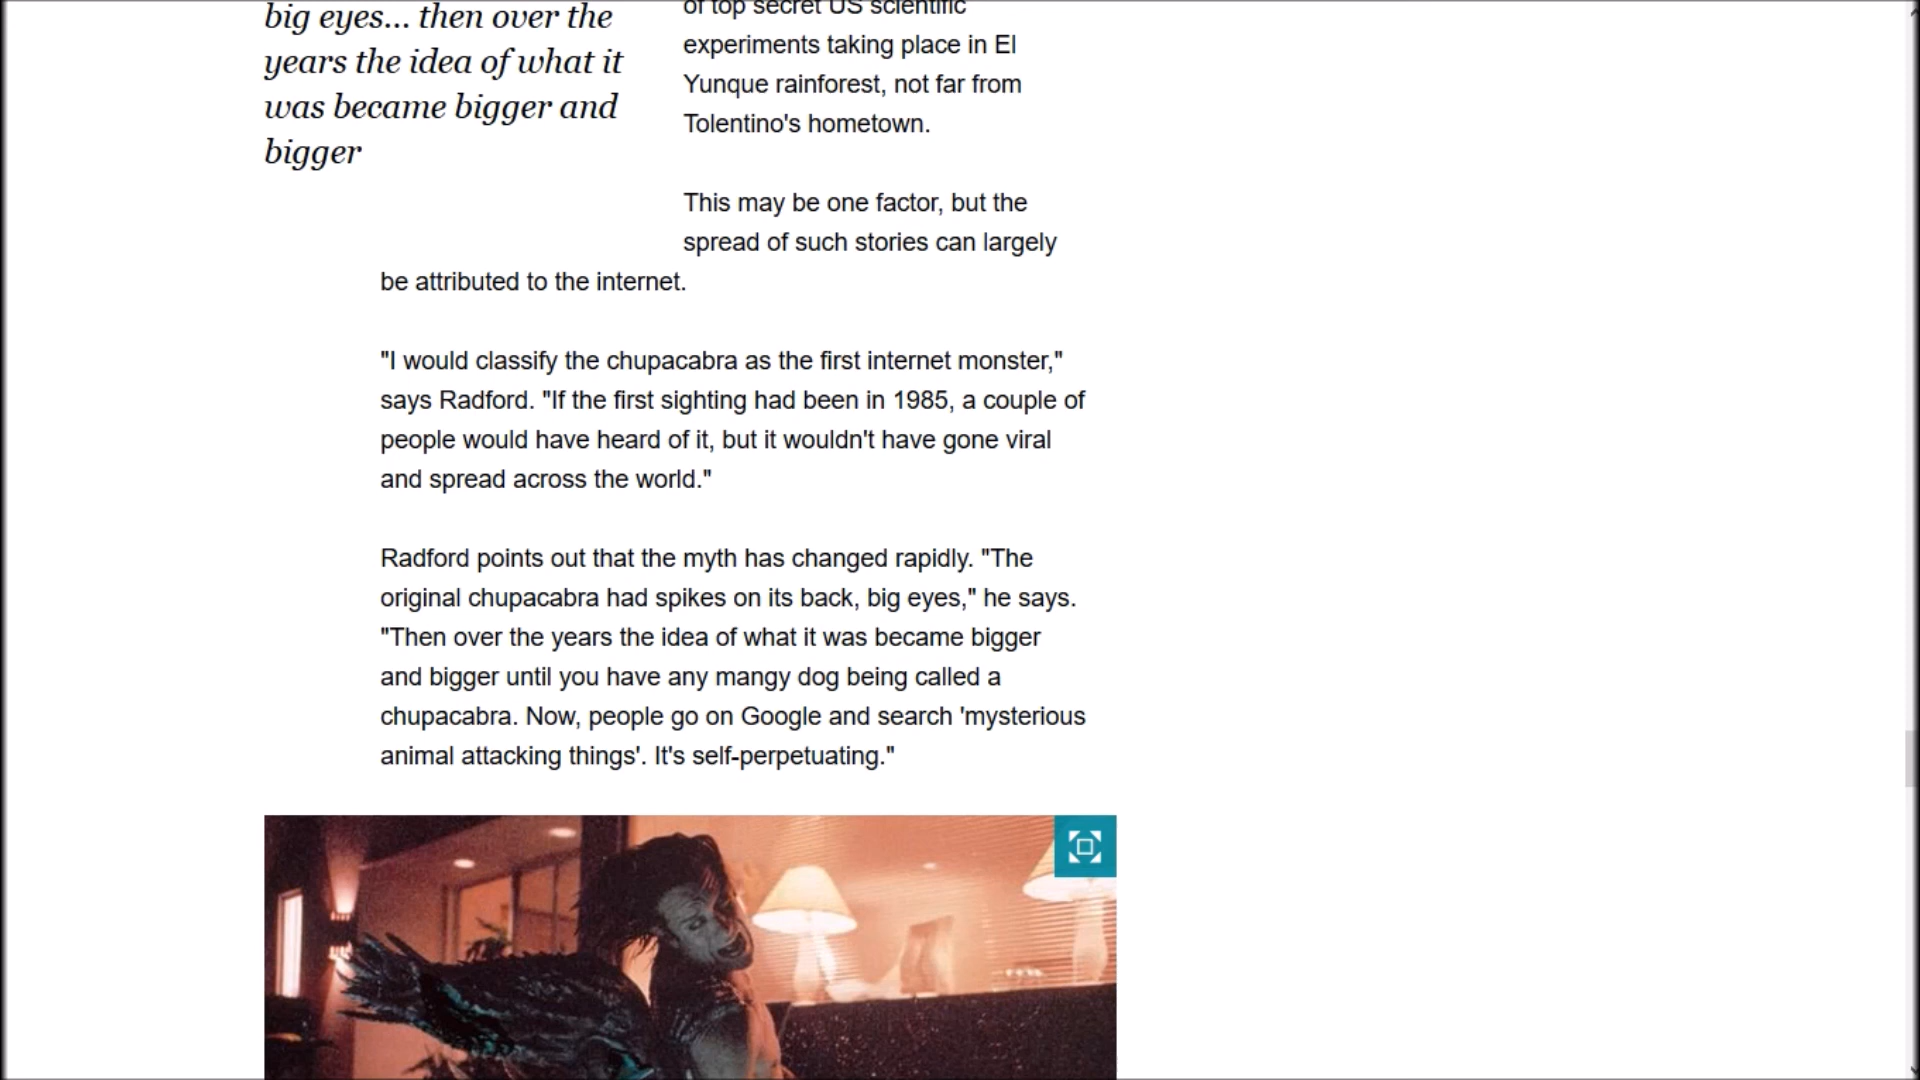 big eyes... then over the
years the idea of what it
was became bigger and
bigger
of top secret US scientific
experiments taking place in El
Yunque rainforest, not far from
Tolentino's hometown.
This may be one factor, but the
spread of such stories can largely
be attributed to the internet.
"I would classify the chupacabra as the first internet monster,"
says Radford. "If the first sighting had been in 1985, a couple of
people would have heard of it, but it wouldn't have gone viral
and spread across the world."
Radford points out that the myth has changed rapidly. "The
original chupacabra had spikes on its back, big eyes," he says.
"Then over the years the idea of what it was became bigger
and bigger until you have any mangy dog being called a
chupacabra. Now, people go on Google and search 'mysterious
animal attacking things'. It's self-perpetuating."